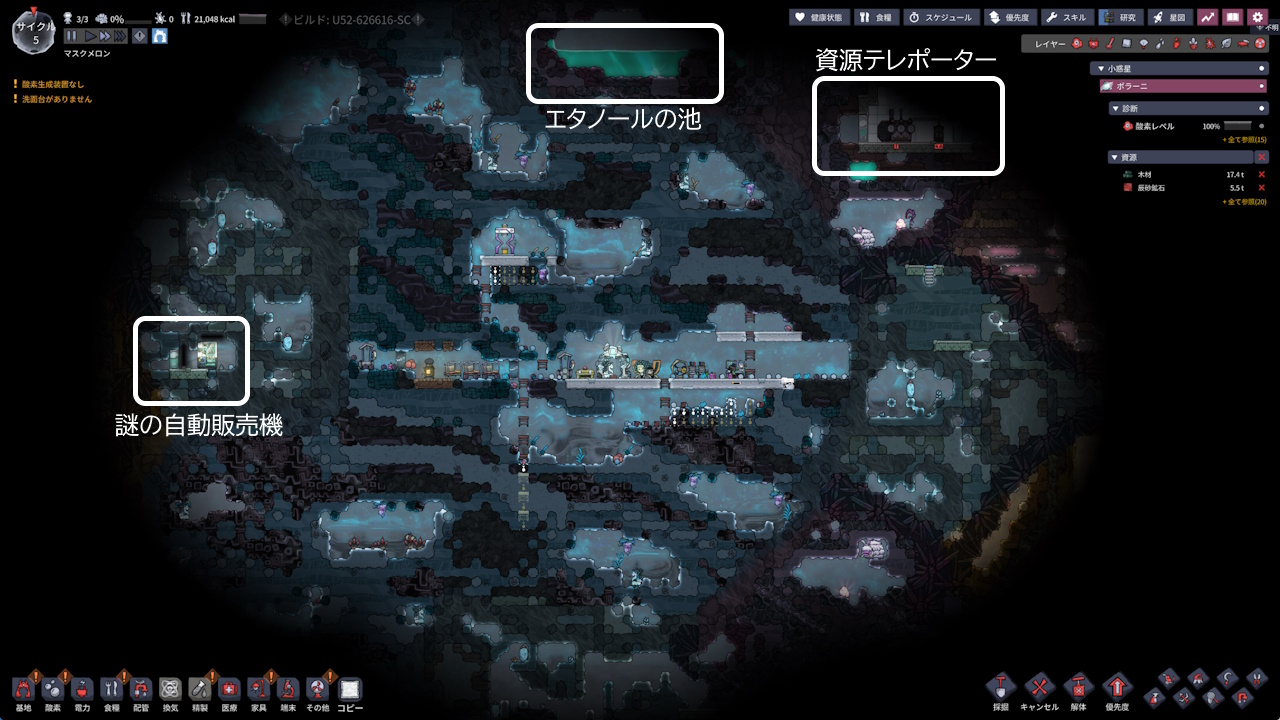 サイクル
5
3/3
0%
0
21,048 kcal
ビルド: U52-626616-SC
マスクメロン
酸素生成装置なし
洗面台がありません
健康状態
食糧
スケジュール
優先度
スキル
研究
星図
レイヤー
小惑星
ポラーニ
診断
酸素レベル 100%
+ 全て参照(15)
資源
木材 17.4 t
辰砂鉱石 5.5 t
+ 全て参照(20)
資源テレポーター
エタノールの池
謎の自動販売機
基地
酸素
電力
食糧
配管
換気
精製
医療
家具
端末
その他
コピー
採掘
キャンセル
解体
優先度